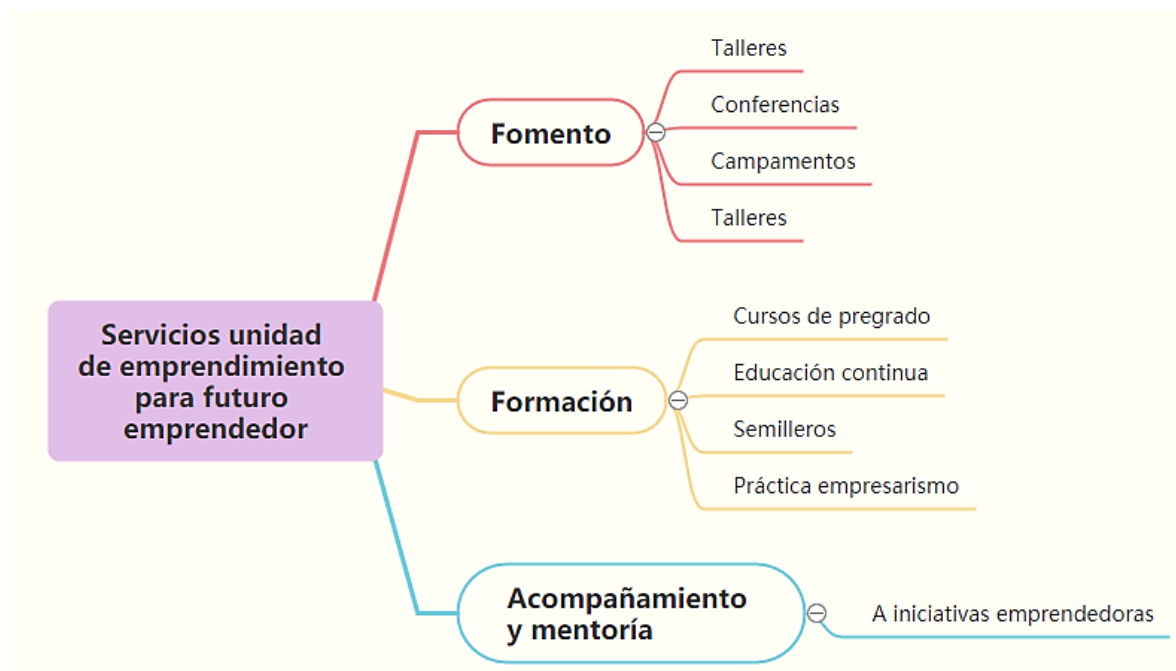 Servicios unidad
de emprendimiento
para futuro
emprendedor
Fomento
Talleres
Conferencias
Campamentos
Talleres
Formación
Cursos de pregrado
Educación continua
Semilleros
Práctica empresarismo
Acompañamiento
y mentoría
A iniciativas emprendedoras